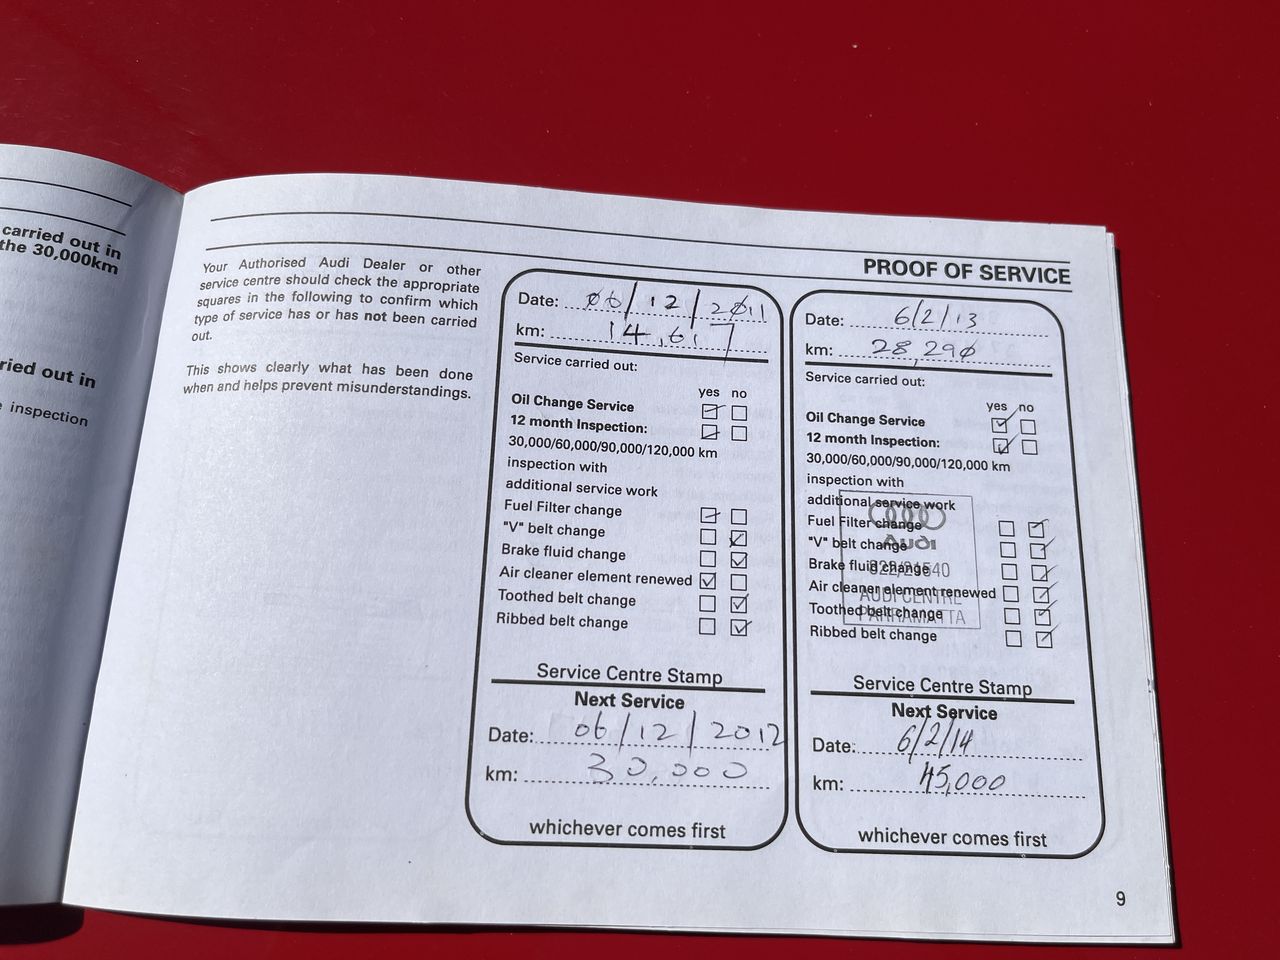 carried out in
the 30,000km
ried out in
inspection
PROOF OF SERVICE
Your Authorised Audi Dealer or other
service centre should check the appropriate
squares in the following to confirm which
type of service has or has not been carried
out.
This shows clearly what has been done
when and helps prevent misunderstandings.
Date: 06/12/2011
km: 14,617
Service carried out:
yes no
Oil Change Service
12 month Inspection:
30,000/60,000/90,000/120,000 km
inspection with
additional service work
Fuel Filter change
"V" belt change
Brake fluid change
Air cleaner element renewed
Toothed belt change
Ribbed belt change
Service Centre Stamp
Next Service
Date: 06/12/2012
km: 30,000
whichever comes first
Date: 6/2/13
km: 28,290
Service carried out:
yes no
Oil Change Service
12 month Inspection:
30,000/60,000/90,000/120,000 km
inspection with
additional service work
Fuel Filter change
"V" belt change
Brake fluid change
Air cleaner element renewed
Toothed belt change
Ribbed belt change
Audi
AUDI CENTRE
PARRAMATTA
Service Centre Stamp
Next Service
Date: 6/2/14
km: 45,000
whichever comes first
9